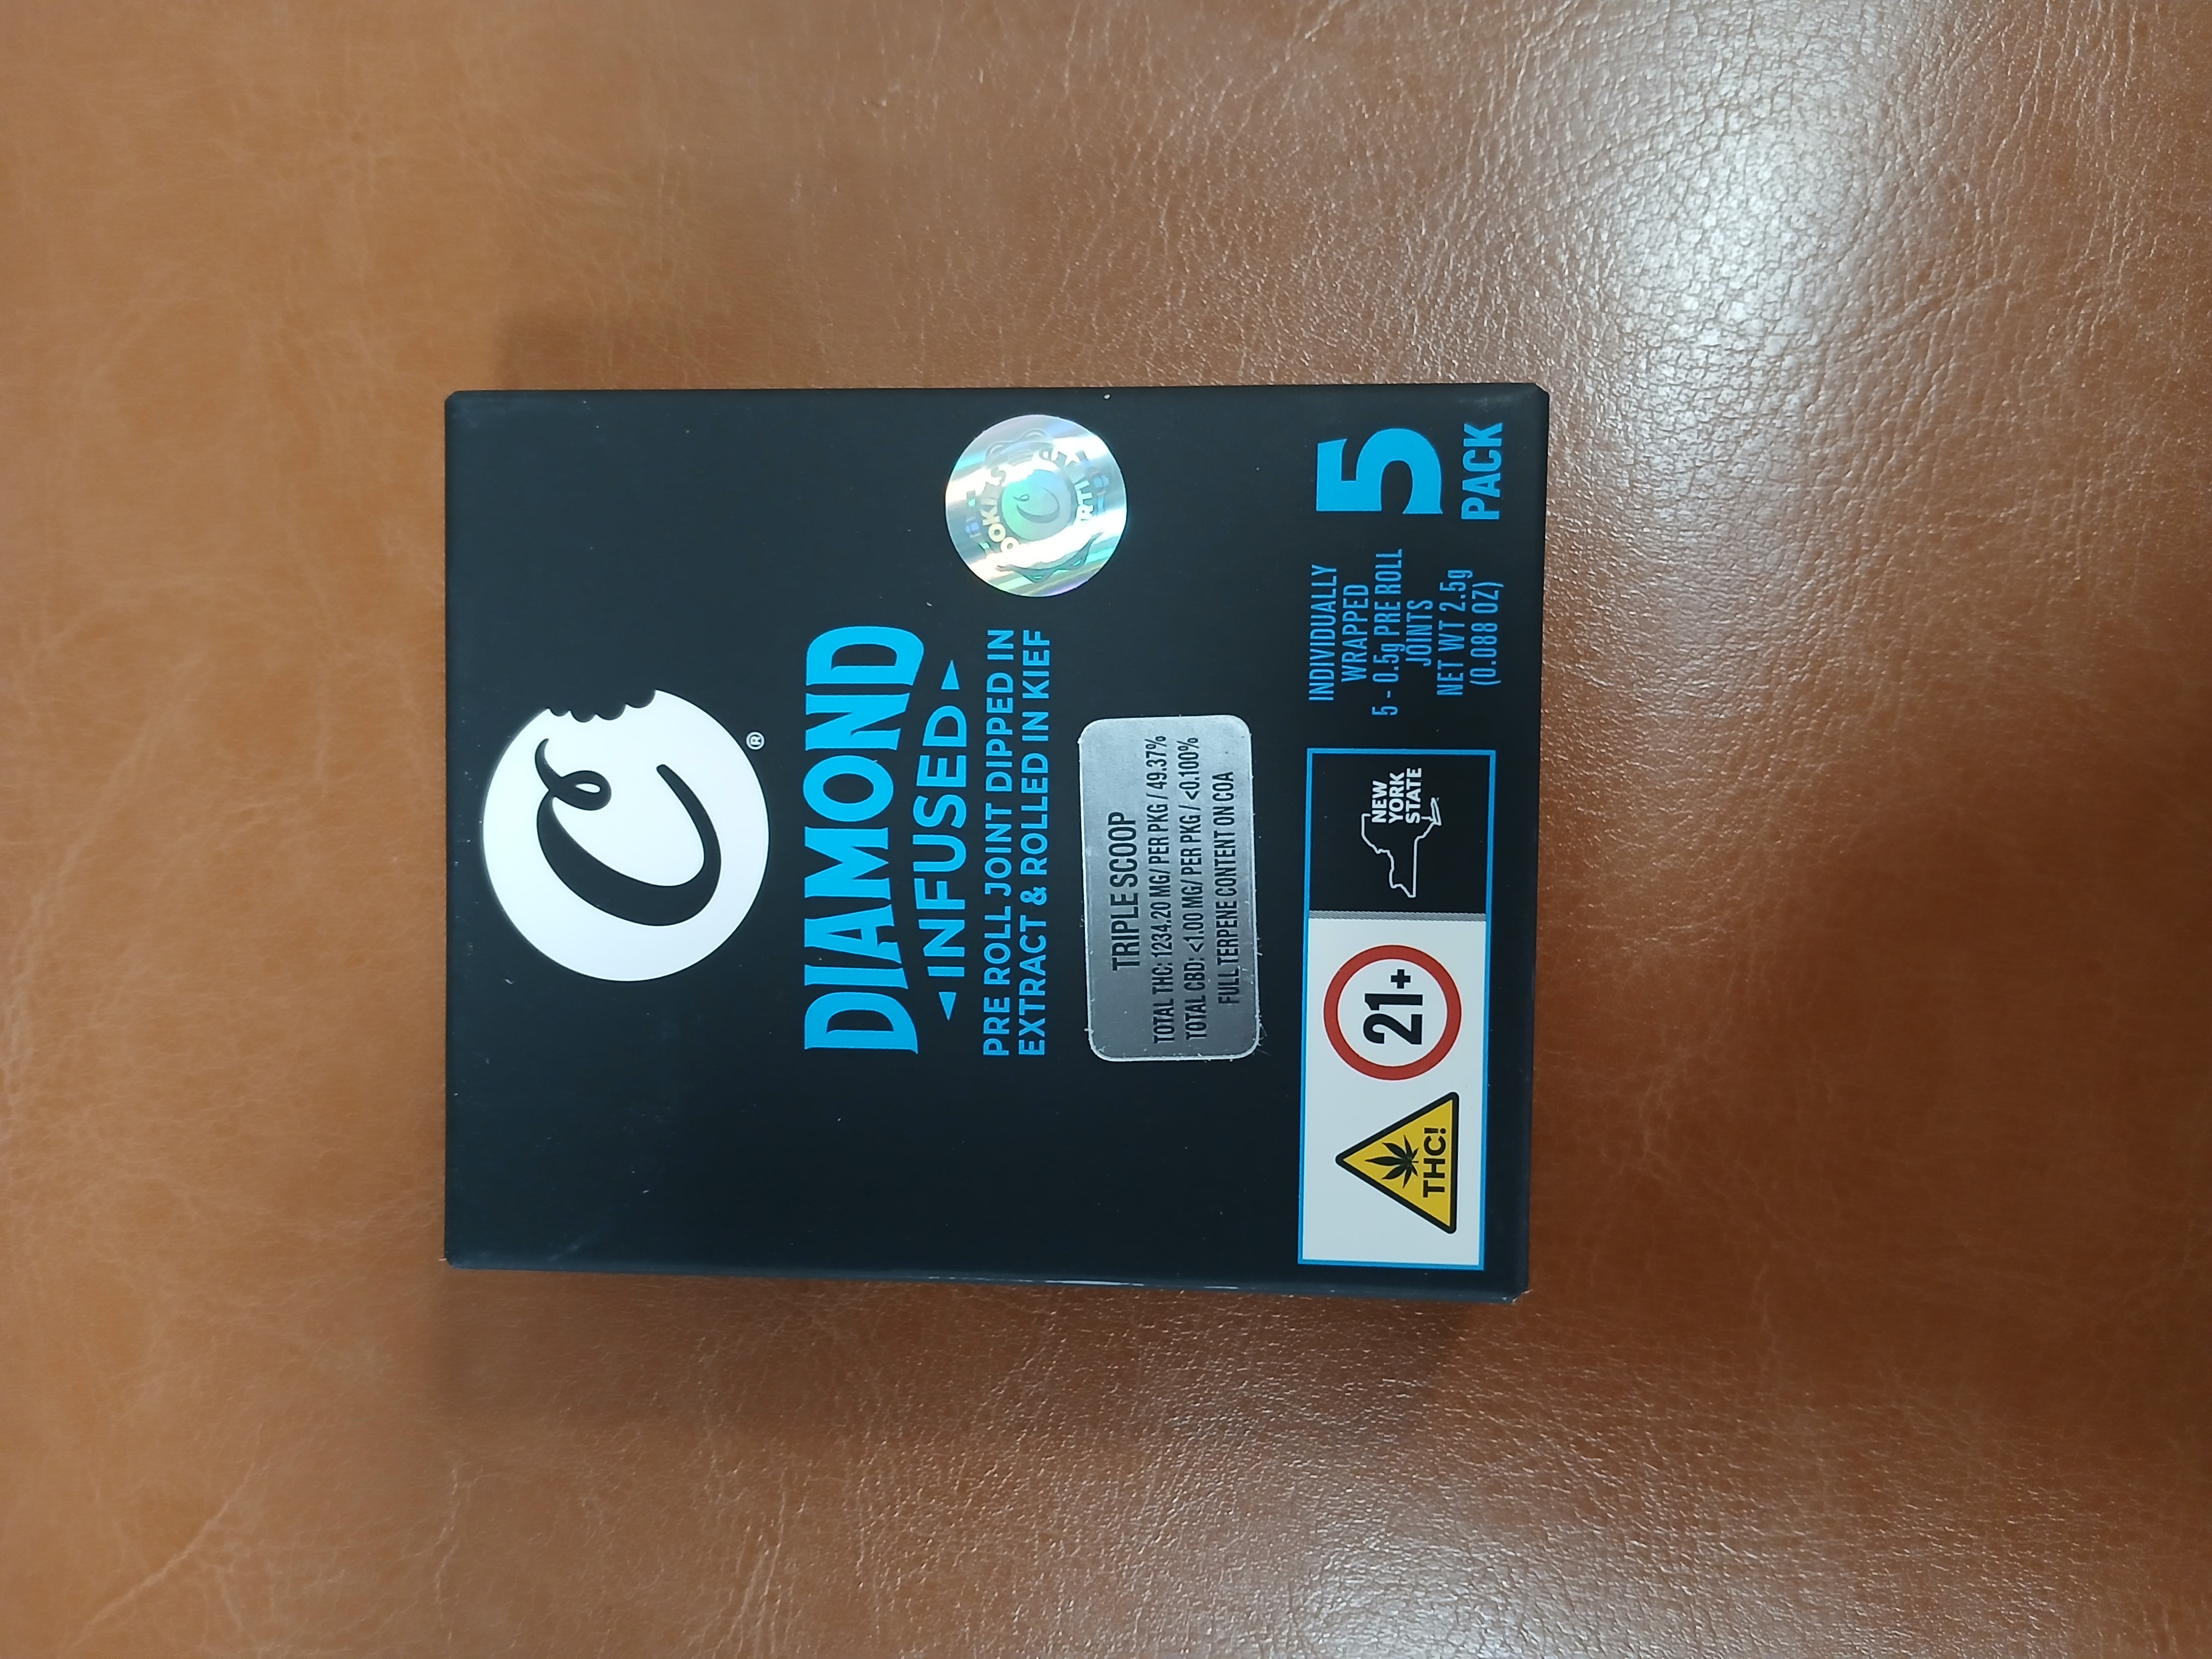 C
®
DIAMOND
INFUSED
PRE ROLL JOINT DIPPED IN
EXTRACT & ROLLED IN KIEF
TRIPLE SCOOP
TOTAL THC: 1234.20 MG/ PER PKG / 49.37%
TOTAL CBD: <1.00 MG/ PER PKG / <0.100%
FULL TERPENE CONTENT ON COA
THC!
21+
NEW
YORK
STATE
INDIVIDUALLY
WRAPPED
5 - 0.5g PRE ROLL
JOINTS
NET WT 2.5g
(0.088 OZ)
5
PACK